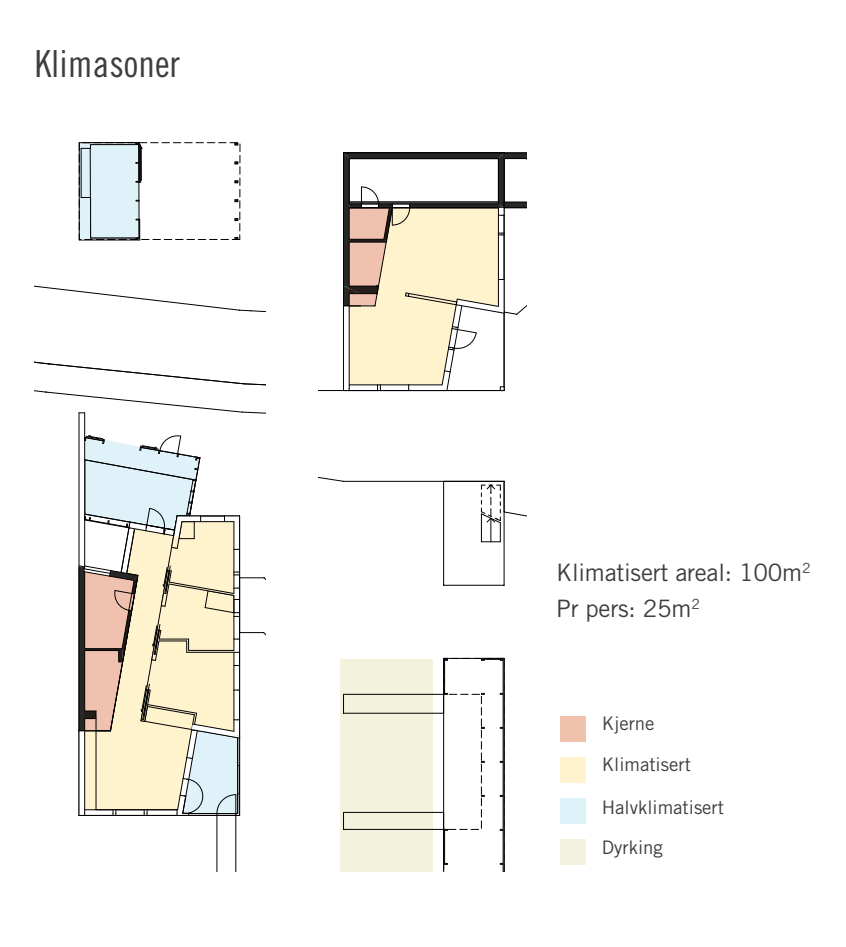 Klimasoner
Klimatisert areal: 100m²
Pr pers: 25m²
Kjerne
Klimatisert
Halvklimatisert
Dyrking